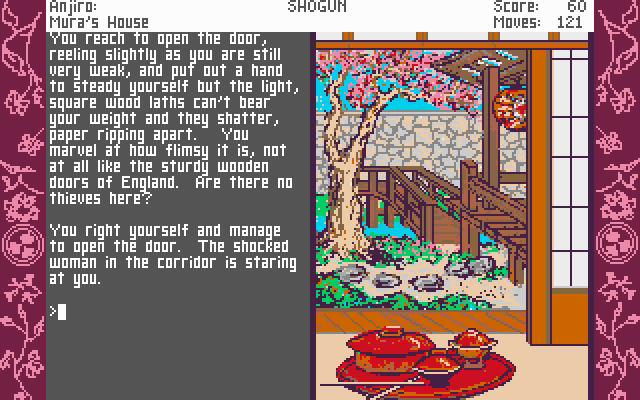 Anjiro: SHOGUN Score: 60
Mura's House Moves: 121
You reach to open the door,
reeling slightly as you are still
very weak, and put out a hand
to steady yourself but the light,
square wood laths can't bear
your weight and they shatter,
paper ripping apart. You
marvel at how flimsy it is, not
at all like the sturdy wooden
doors of England. Are there no
thieves here?
You right yourself and manage
to open the door. The shocked
woman in the corridor is staring
at you.
>